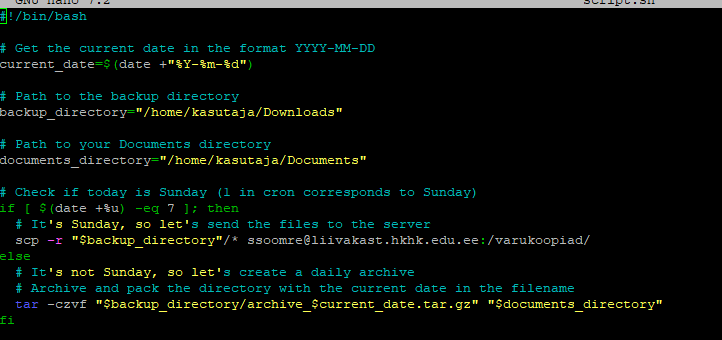 GNU nano 7.2 script.sh
#!/bin/bash
# Get the current date in the format YYYY-MM-DD
current_date=$(date +"%Y-%m-%d")
# Path to the backup directory
backup_directory="/home/kasutaja/Downloads"
# Path to your Documents directory
documents_directory="/home/kasutaja/Documents"
# Check if today is Sunday (1 in cron corresponds to Sunday)
if [ $(date +%u) -eq 7 ]; then
  # It's Sunday, so let's send the files to the server
  scp -r "$backup_directory"/* ssoomre@liivakast.hkhk.edu.ee:/varukoopiad/
else
  # It's not Sunday, so let's create a daily archive
  # Archive and pack the directory with the current date in the filename
  tar -czvf "$backup_directory/archive_$current_date.tar.gz" "$documents_directory"
fi